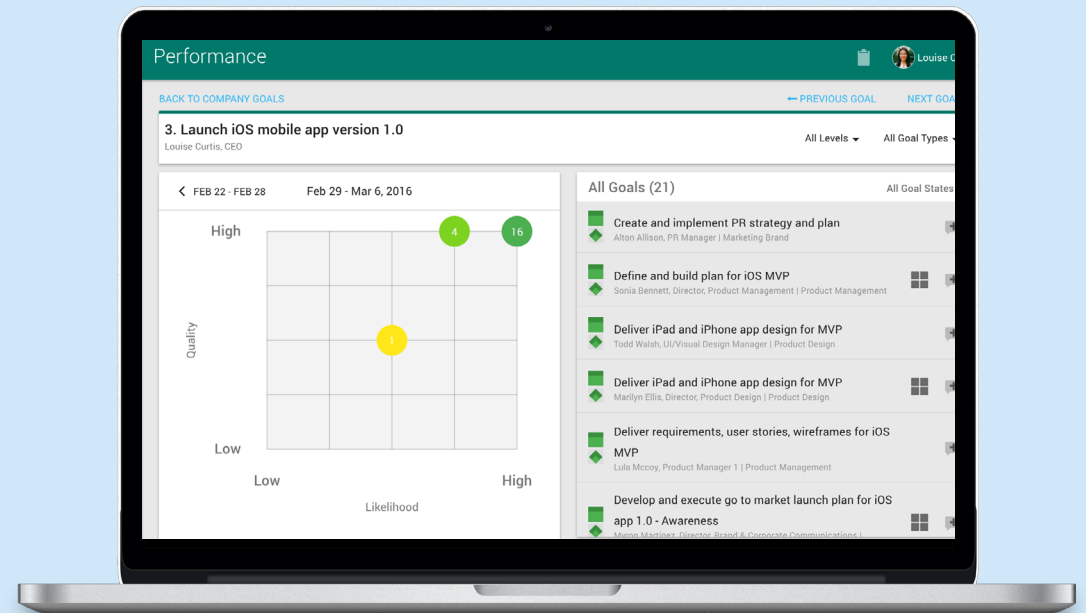 Performance
Louise C
BACK TO COMPANY GOALS
← PREVIOUS GOAL
NEXT GOA
3. Launch iOS mobile app version 1.0
Louise Curtis, CEO
All Levels
All Goal Types
FEB 22 - FEB 28
Feb 29 - Mar 6, 2016
High
4
16
Quality
1
Low
Low
High
Likelihood
All Goals (21)
All Goal States
Create and implement PR strategy and plan
Alton Allison, PR Manager | Marketing Brand
Define and build plan for iOS MVP
Sonia Bennett, Director, Product Management | Product Management
Deliver iPad and iPhone app design for MVP
Todd Walsh, UI/Visual Design Manager | Product Design
Deliver iPad and iPhone app design for MVP
Marilyn Ellis, Director, Product Design | Product Design
Deliver requirements, user stories, wireframes for iOS
MVP
Lula Mccoy, Product Manager 1 | Product Management
Develop and execute go to market launch plan for iOS
app 1.0 - Awareness
Myron Martinez, Director, Brand & Corporate Communications |